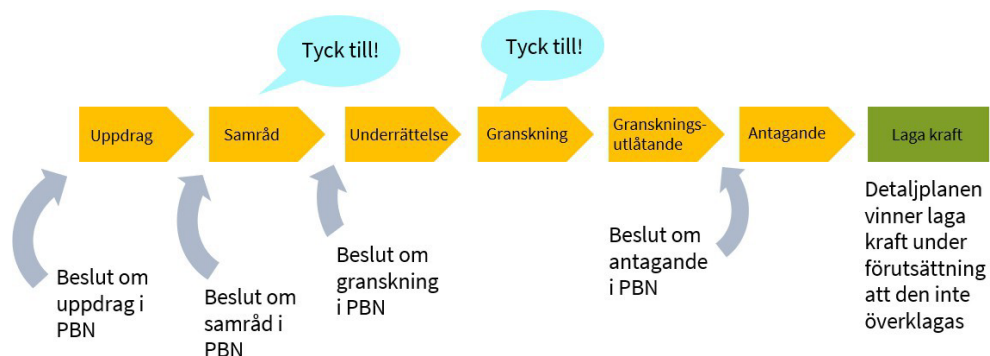 Tyck till!
Tyck till!
Uppdrag
Samråd
Underrättelse
Granskning
Gransknings-
utlåtande
Antagande
Laga kraft
Beslut om
uppdrag i
PBN
Beslut om
samråd i
PBN
Beslut om
granskning
i PBN
Beslut om
antagande
i PBN
Detaljplanen
vinner laga
kraft under
förutsättning
att den inte
överklagas